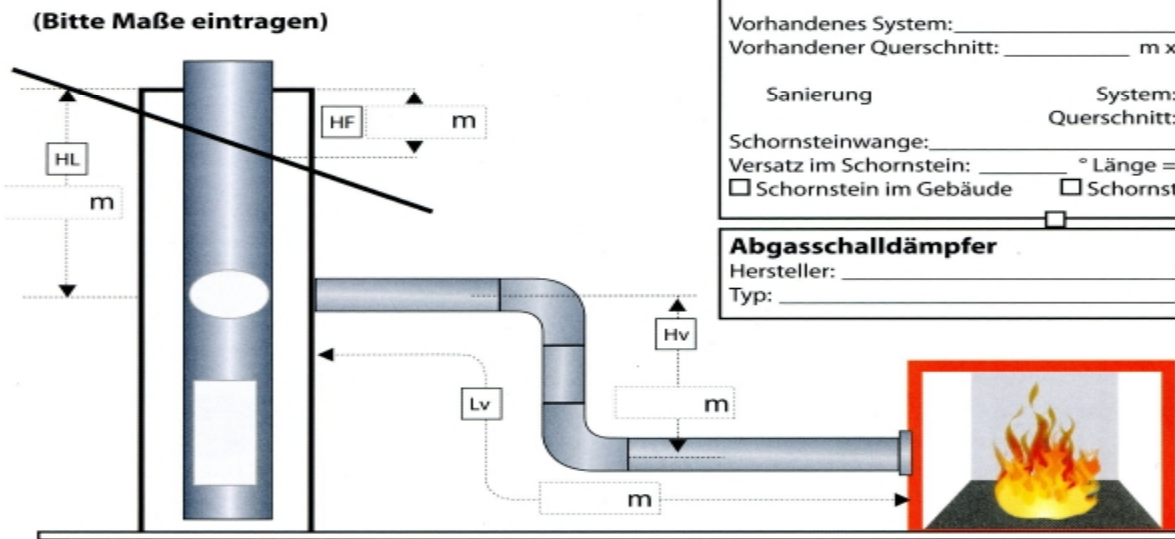 (Bitte Maße eintragen)
HF
m
HL
m
Hv
m
Lv
m
Vorhandenes System:
Vorhandener Querschnitt: m x
Sanierung System:
Querschnitt:
Schornsteinwange:
Versatz im Schornstein: ° Länge =
Schornstein im Gebäude Schornst
Abgasschalldämpfer
Hersteller:
Typ: